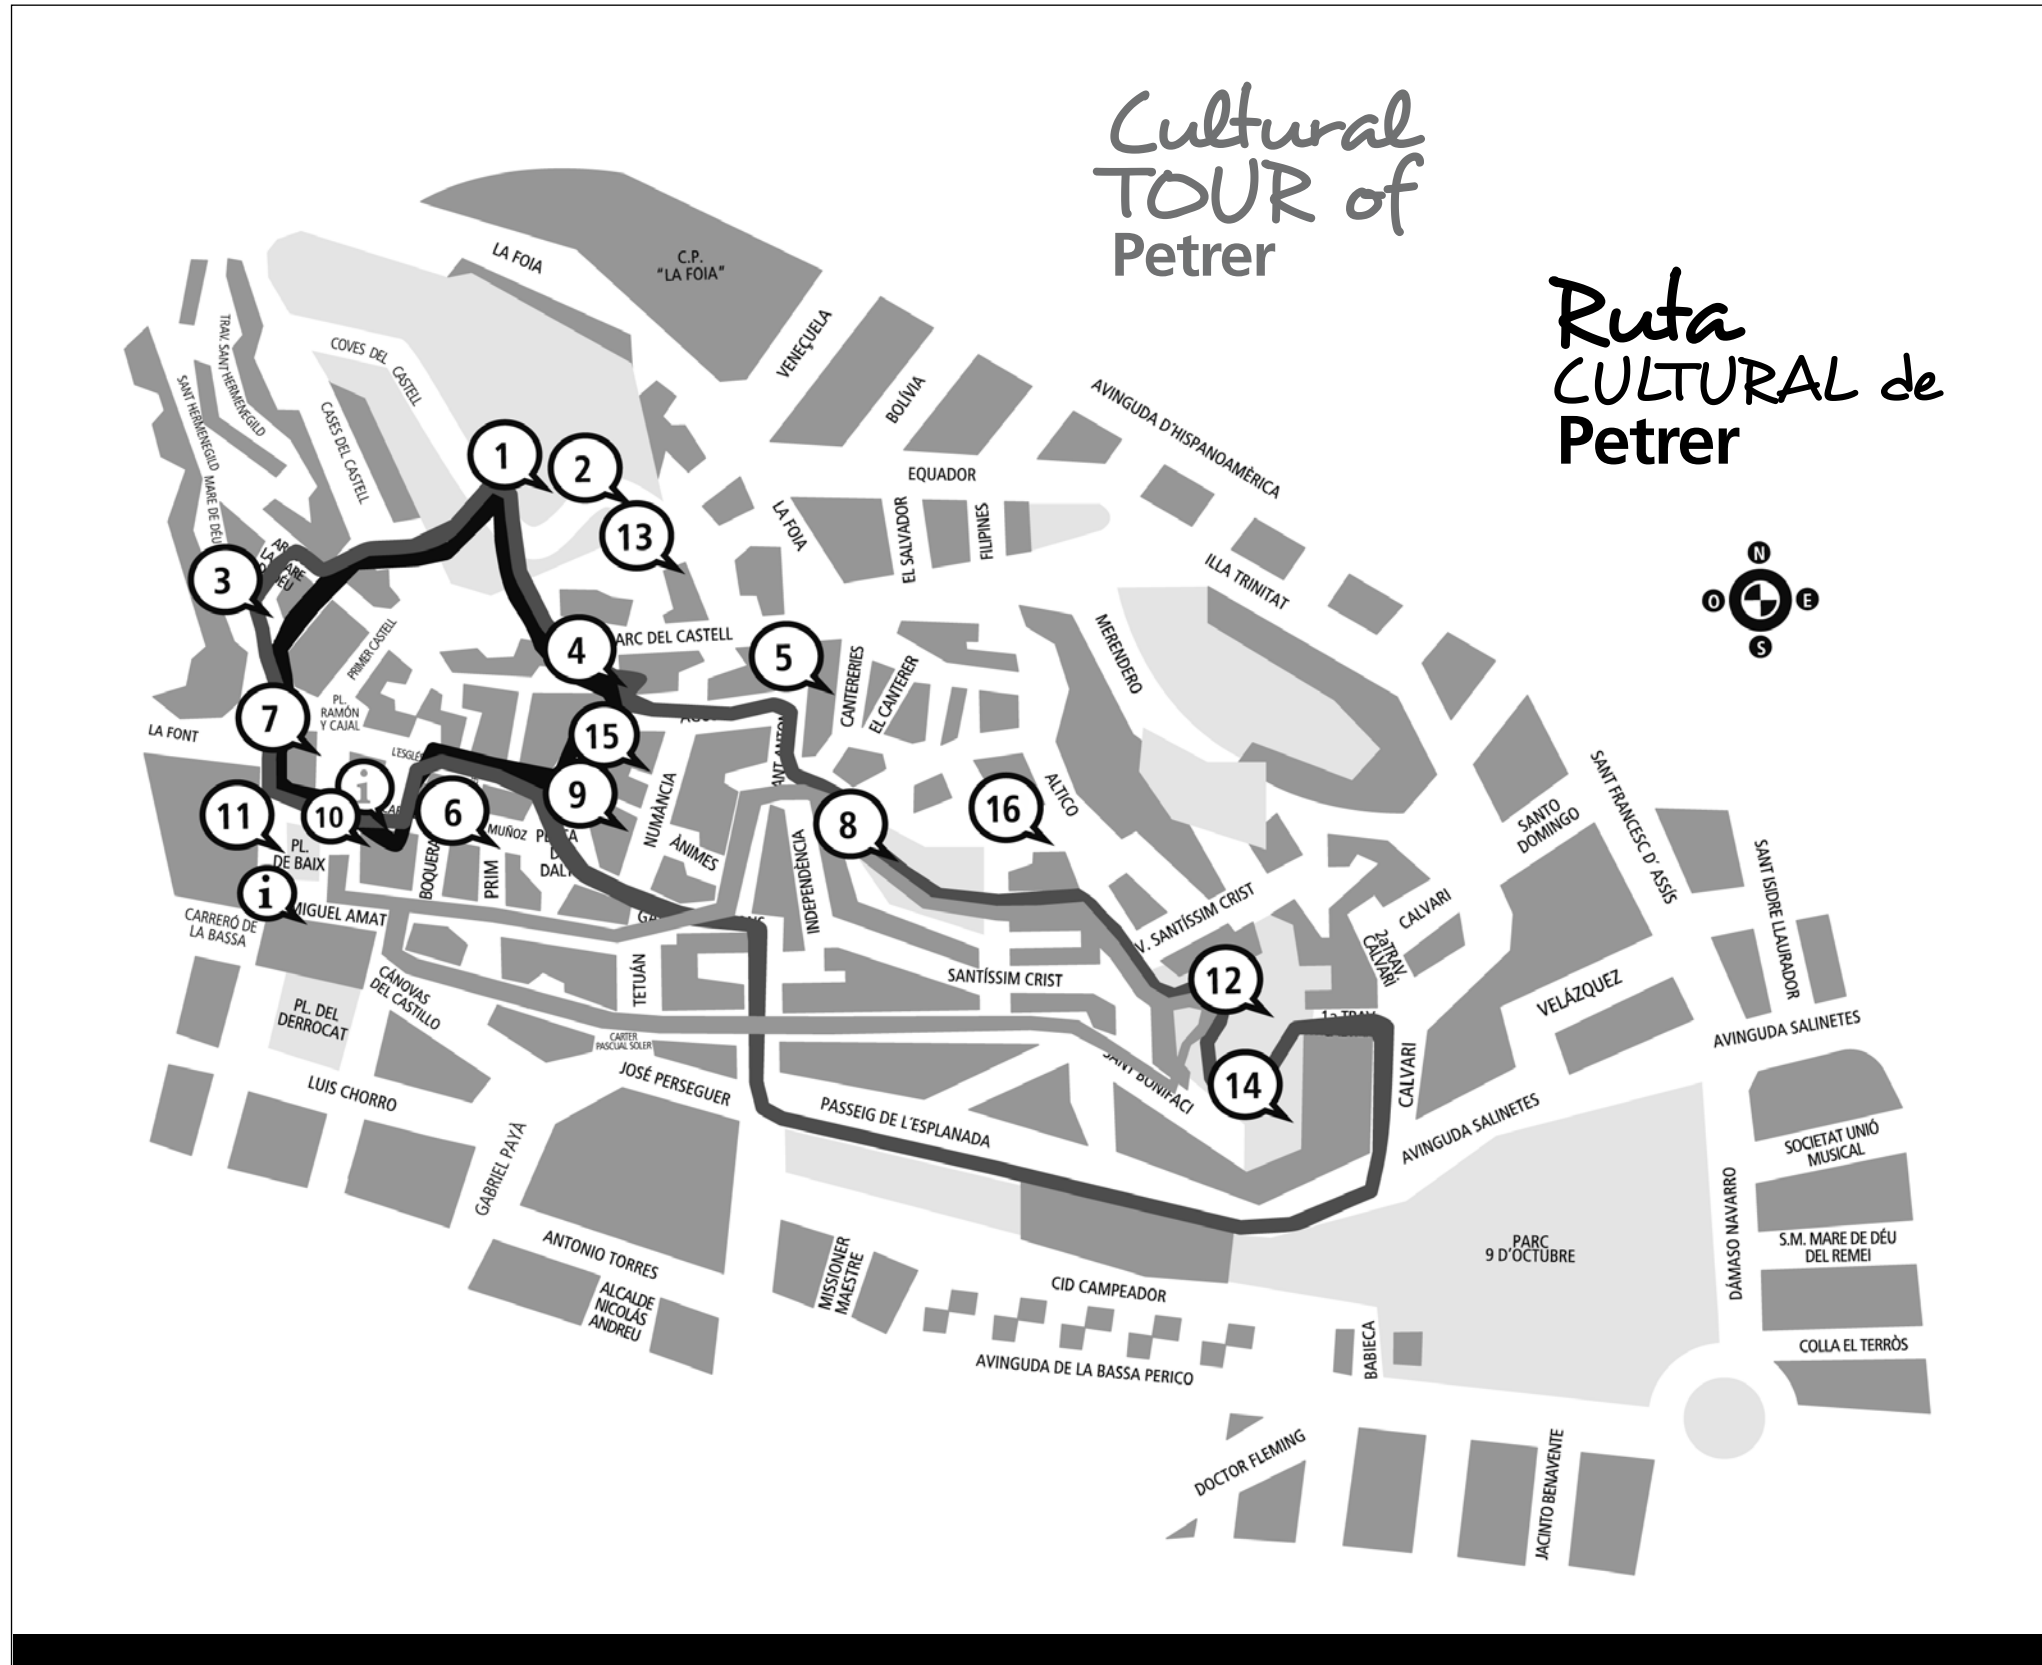 Cultural
TOUR of
Petrer
Ruta
CULTURAL de
Petrer
N
O
E
S
LA FOIA
C.P.
"LA FOIA"
VENEÇUELA
BOLÍVIA
AVINGUDA D'HISPANOAMÈRICA
EQUADOR
LA FOIA
EL SALVADOR
FILIPINES
ILLA TRINITAT
TRAV. SANT HERMENEGILD
SANT HERMENEGILD
MARE DE DÉU
COVES DEL
CASTELL
CASES DEL CASTELL
1
2
13
3
4
ARC DEL CASTELL
5
CANTERERIES
EL CANTERER
MERENDERO
PRIMER CASTELL
PL.
RAMÓN
Y CAJAL
7
LA FONT
15
9
NUMÀNCIA
ÀNIMES
i
11
10
6
MUÑOZ
PRIM
BOQUERA
PL.
DE BAIX
i
MIGUEL AMAT
CARRERÓ DE
LA BASSA
8
INDEPENDÈNCIA
16
ALTICO
SANTO
DOMINGO
SANT FRANCESC D´ ASSÍS
SANT ISIDRE LLAURADOR
V. SANTÍSSIM CRIST
CALVARI
2aTRAV.
CALVARI
12
SANTÍSSIM CRIST
VELÁZQUEZ
AVINGUDA SALINETES
TETUÁN
CÁNOVAS
DEL CASTILLO
PL. DEL
DERROCAT
CARTER
PASCUAL SOLER
JOSÉ PERSEGUER
LUIS CHORRO
SANT BONIFACI
14
CALVARI
AVINGUDA SALINETES
PASSEIG DE L´ESPLANADA
GABRIEL PAYÀ
ANTONIO TORRES
ALCALDE
NICOLÁS
ANDREU
MISSIONER
MAESTRE
CID CAMPEADOR
AVINGUDA DE LA BASSA PERICO
BABIECA
PARC
9 D'OCTUBRE
DÁMASO NAVARRO
SOCIETAT UNIÓ
MUSICAL
S.M. MARE DE DÉU
DEL REMEI
COLLA EL TERRÒS
DOCTOR FLEMING
JACINTO BENAVENTE